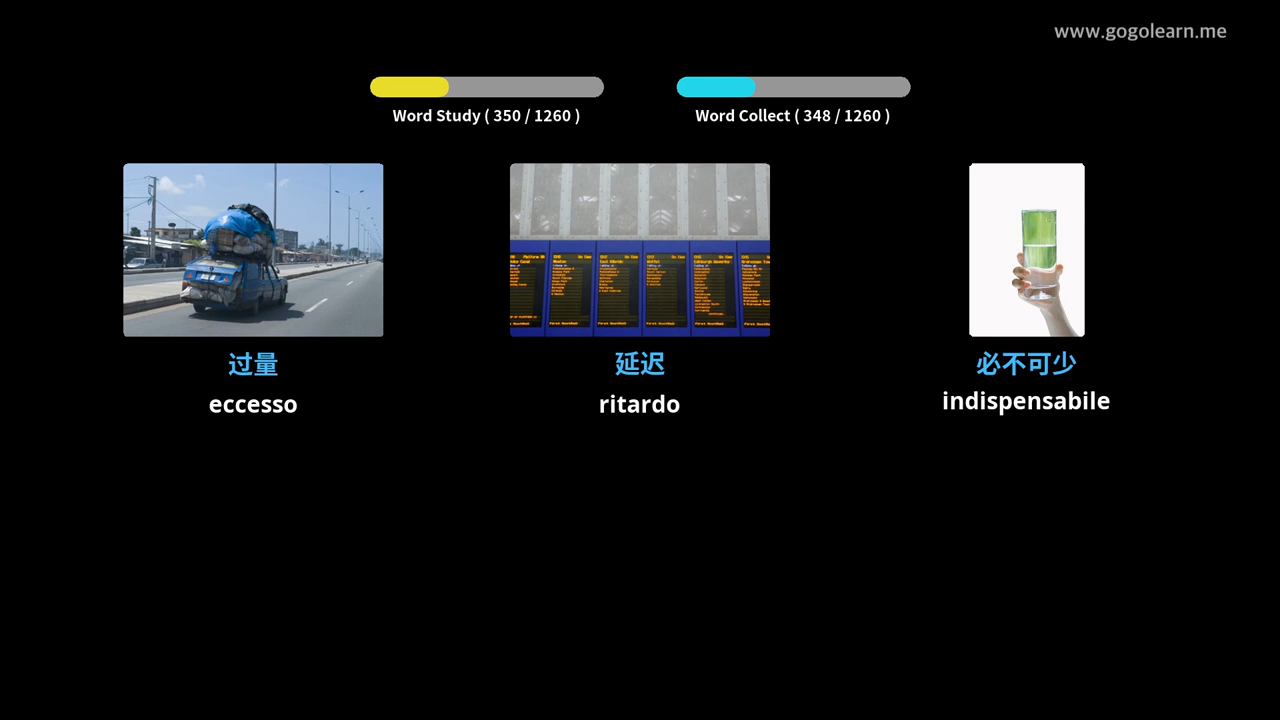 www.gogolearn.me
Word Study ( 350 / 1260 )
Word Collect ( 348 / 1260 )
过量
延迟
必不可少
eccesso
ritardo
indispensabile